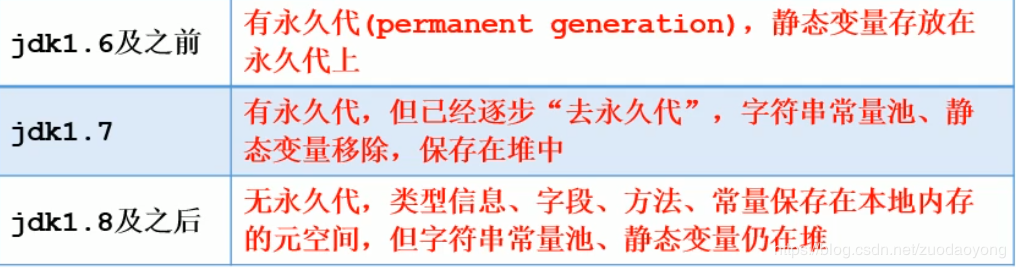 jdk1.6及之前
有永久代(permanent generation)，静态变量存放在
永久代上
jdk1.7
有永久代，但已经逐步“去永久代”，字符串常量池、静
态变量移除，保存在堆中
jdk1.8及之后
无永久代，类型信息、字段、方法、常量保存在本地内存
的元空间，但字符串常量池、静态变量仍在堆
https://blog.csdn.net/zuodaoyong